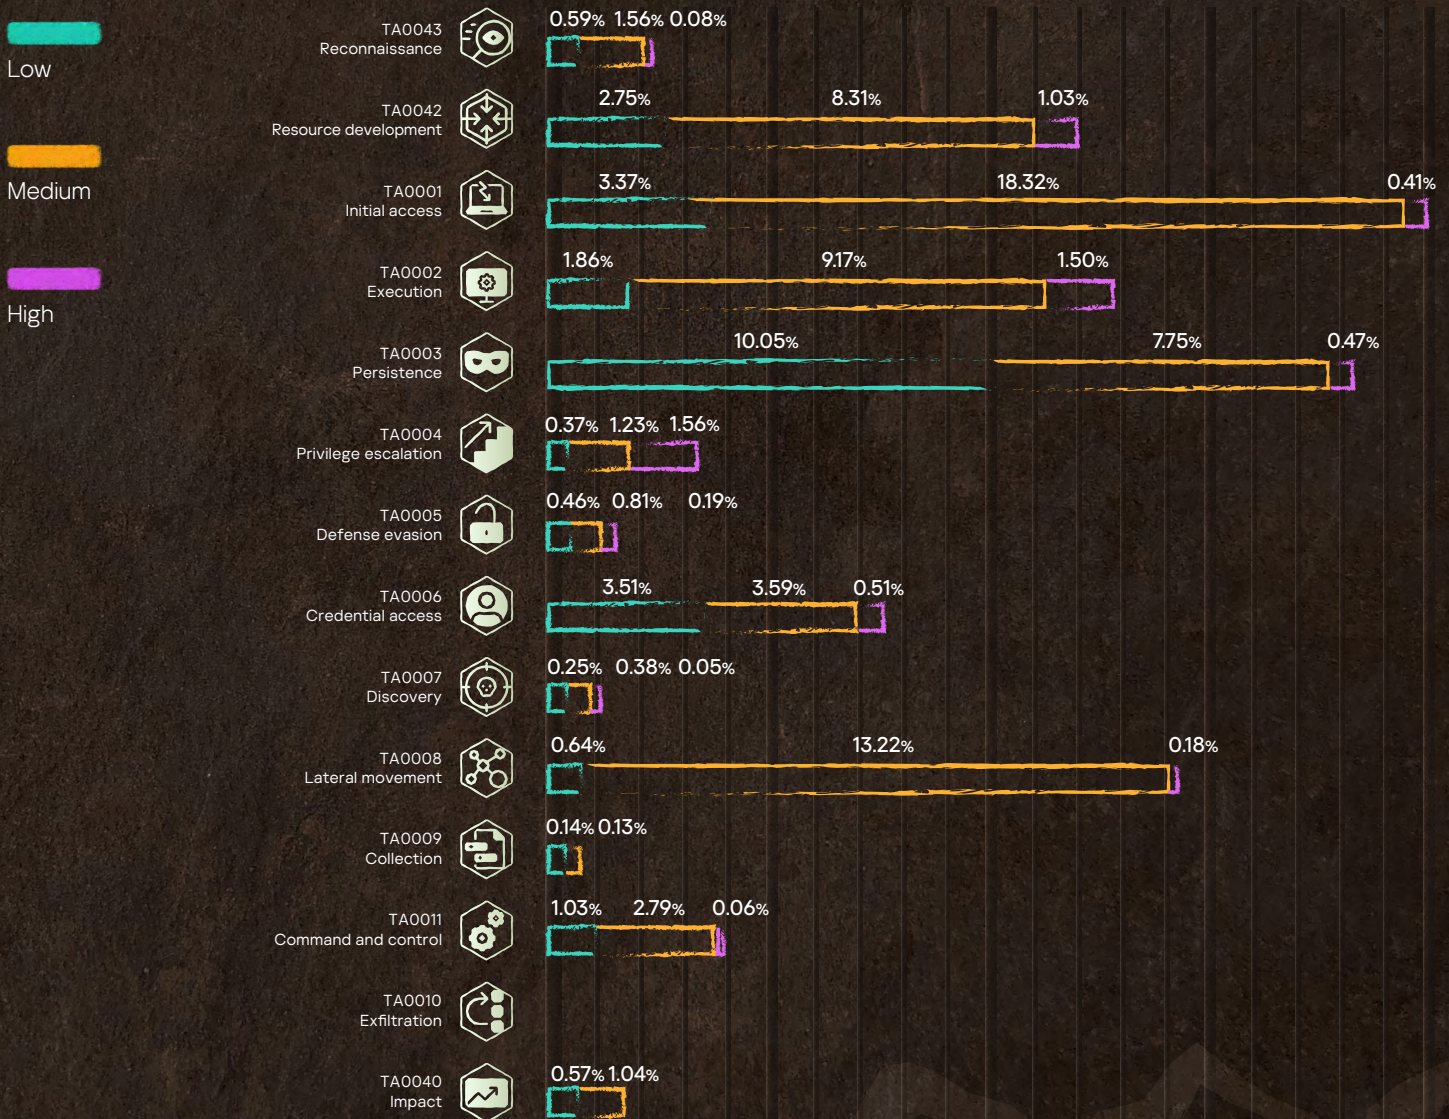 Low
Medium
High
TA0043
Reconnaissance
0.59% 1.56% 0.08%
TA0042
Resource development
2.75% 8.31% 1.03%
TA0001
Initial access
3.37% 18.32% 0.41%
TA0002
Execution
1.86% 9.17% 1.50%
TA0003
Persistence
10.05% 7.75% 0.47%
TA0004
Privilege escalation
0.37% 1.23% 1.56%
TA0005
Defense evasion
0.46% 0.81% 0.19%
TA0006
Credential access
3.51% 3.59% 0.51%
TA0007
Discovery
0.25% 0.38% 0.05%
TA0008
Lateral movement
0.64% 13.22% 0.18%
TA0009
Collection
0.14% 0.13%
TA0011
Command and control
1.03% 2.79% 0.06%
TA0010
Exfiltration
TA0040
Impact
0.57% 1.04%